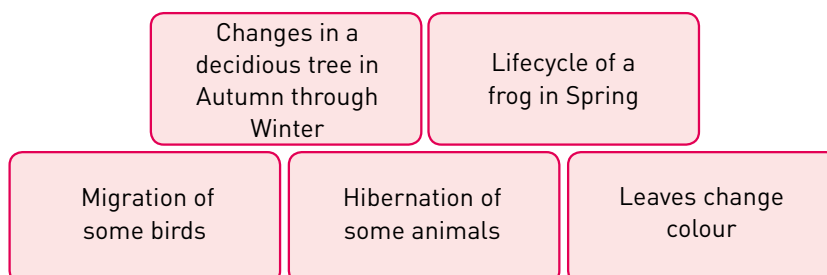 Changes in a
decidious tree in
Autumn through
Winter
Lifecycle of a
frog in Spring
Migration of
some birds
Hibernation of
some animals
Leaves change
colour